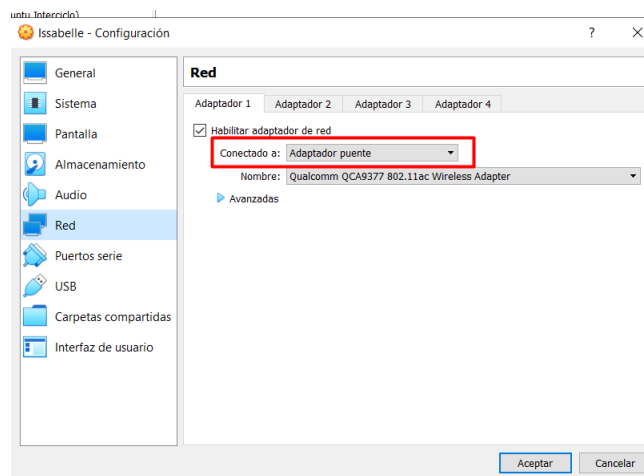 untu Interciclo)
Issabelle - Configuración ? ×
General
Sistema
Pantalla
Almacenamiento
Audio
Red
Puertos serie
USB
Carpetas compartidas
Interfaz de usuario
Red
Adaptador 1 Adaptador 2 Adaptador 3 Adaptador 4
Habilitar adaptador de red
Conectado a: Adaptador puente
Nombre: Qualcomm QCA9377 802.11ac Wireless Adapter
Avanzadas
Aceptar Cancelar